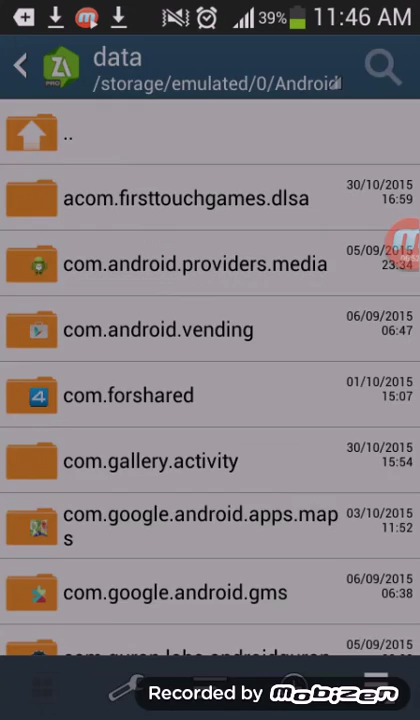 39% 11:46 AM
data
/storage/emulated/0/Android
PRO
..
acom.firsttouchgames.dlsa
30/10/2015
16:59
com.android.providers.media
05/09/2015
23:34
com.android.vending
06/09/2015
06:47
com.forshared
01/10/2015
15:07
com.gallery.activity
30/10/2015
15:54
com.google.android.apps.map
s
03/10/2015
11:52
com.google.android.gms
06/09/2015
06:38
05/09/2015
Recorded by mobizen